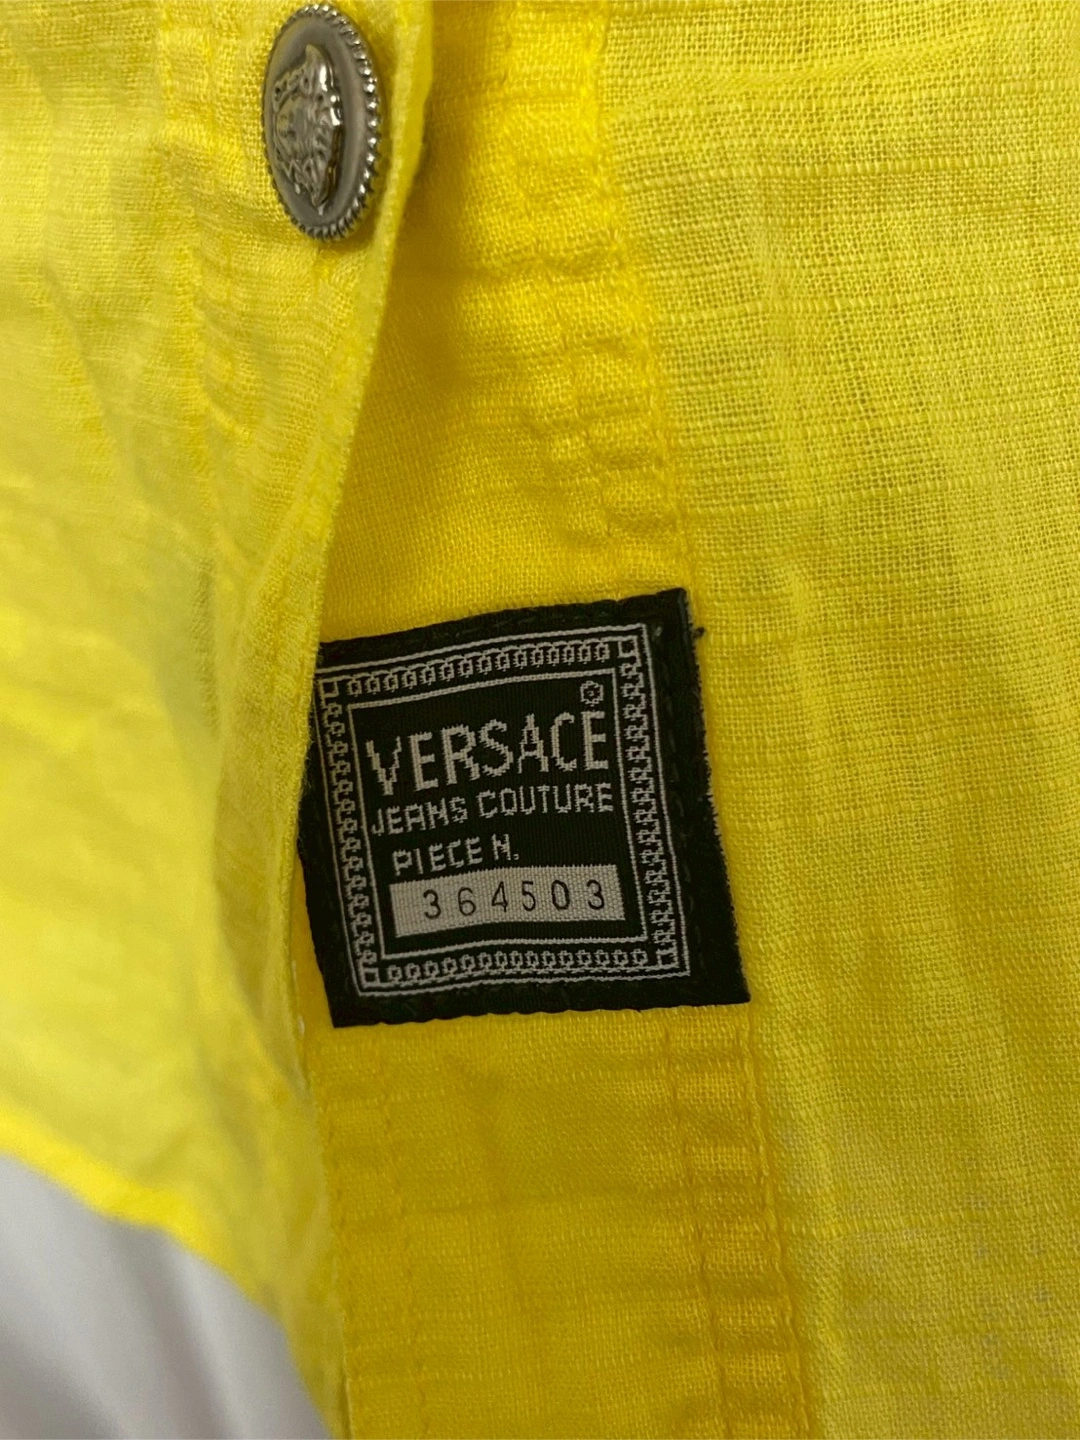 VERSACE®
JEANS COUTURE
PIECE N.
364503